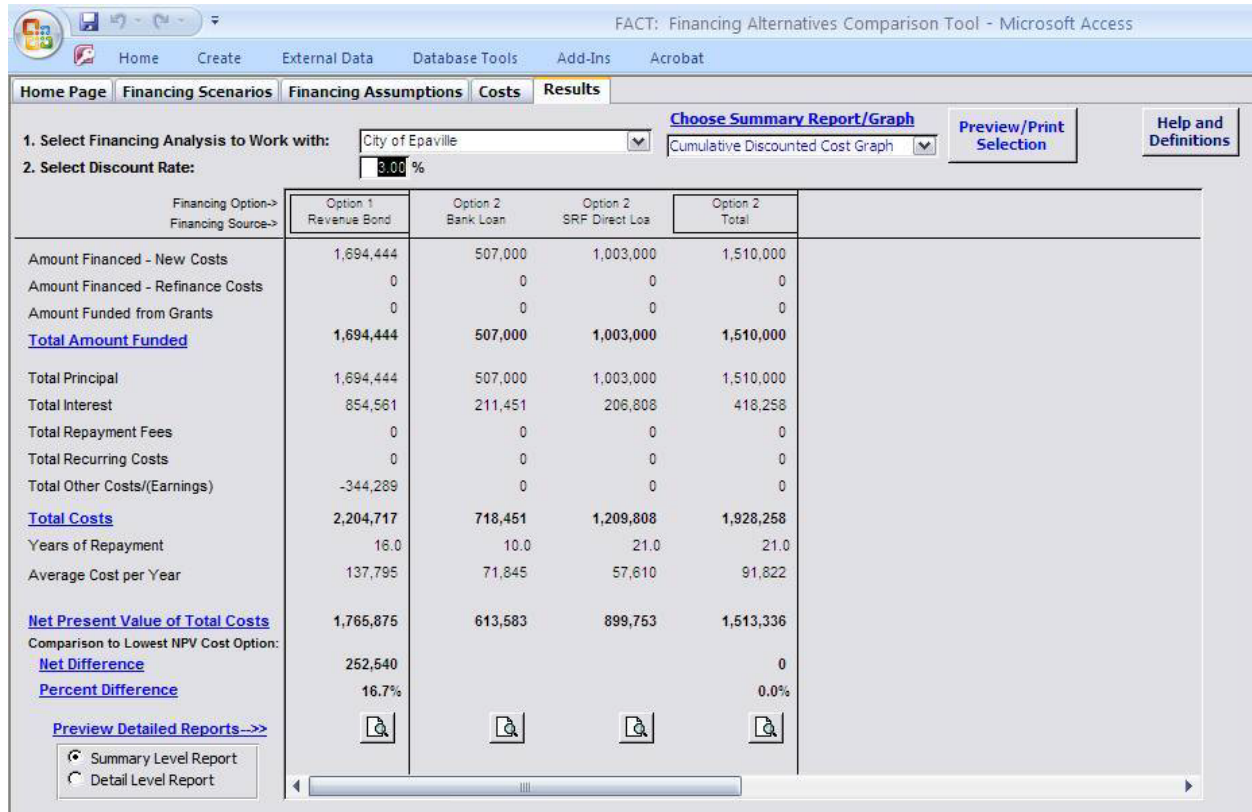 FACT: Financing Alternatives Comparison Tool - Microsoft Access
Home Create External Data Database Tools Add-Ins Acrobat
Home Page Financing Scenarios Financing Assumptions Costs Results
Choose Summary Report/Graph
1. Select Financing Analysis to Work with: City of Epaville Cumulative Discounted Cost Graph Preview/Print Selection Help and Definitions
2. Select Discount Rate: 3.00 %
Financing Option-> Option 1 Option 2 Option 2 Option 2
Financing Source-> Revenue Bond Bank Loan SRF Direct Loa Total
Amount Financed - New Costs 1,694,444 507,000 1,003,000 1,510,000
Amount Financed - Refinance Costs 0 0 0 0
Amount Funded from Grants 0 0 0 0
Total Amount Funded 1,694,444 507,000 1,003,000 1,510,000
Total Principal 1,694,444 507,000 1,003,000 1,510,000
Total Interest 854,561 211,451 206,808 418,258
Total Repayment Fees 0 0 0 0
Total Recurring Costs 0 0 0 0
Total Other Costs/(Earnings) -344,289 0 0 0
Total Costs 2,204,717 718,451 1,209,808 1,928,258
Years of Repayment 16.0 10.0 21.0 21.0
Average Cost per Year 137,795 71,845 57,610 91,822
Net Present Value of Total Costs 1,765,875 613,583 899,753 1,513,336
Comparison to Lowest NPV Cost Option:
Net Difference 252,540 0
Percent Difference 16.7% 0.0%
Preview Detailed Reports-->>
Summary Level Report
Detail Level Report